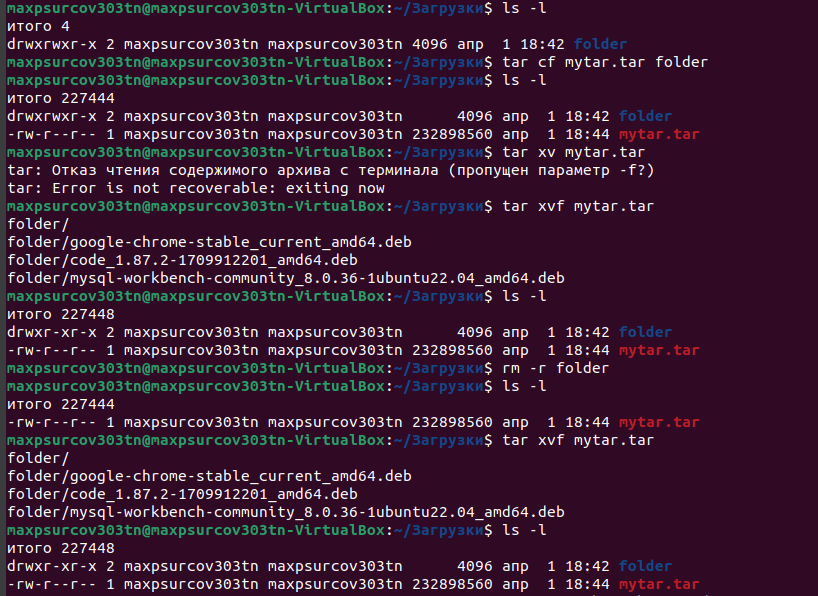 maxpsurcov303tn@maxpsurcov303tn-VirtualBox:~/Загрузки$ ls -l
итого 4
drwxrwxr-x 2 maxpsurcov303tn maxpsurcov303tn 4096 апр  1 18:42 folder
maxpsurcov303tn@maxpsurcov303tn-VirtualBox:~/Загрузки$ tar cf mytar.tar folder
maxpsurcov303tn@maxpsurcov303tn-VirtualBox:~/Загрузки$ ls -l
итого 227444
drwxrwxr-x 2 maxpsurcov303tn maxpsurcov303tn      4096 апр  1 18:42 folder
-rw-r--r-- 1 maxpsurcov303tn maxpsurcov303tn 232898560 апр  1 18:44 mytar.tar
maxpsurcov303tn@maxpsurcov303tn-VirtualBox:~/Загрузки$ tar xv mytar.tar
tar: Отказ чтения содержимого архива с терминала (пропущен параметр -f?)
tar: Error is not recoverable: exiting now
maxpsurcov303tn@maxpsurcov303tn-VirtualBox:~/Загрузки$ tar xvf mytar.tar
folder/
folder/google-chrome-stable_current_amd64.deb
folder/code_1.87.2-1709912201_amd64.deb
folder/mysql-workbench-community_8.0.36-1ubuntu22.04_amd64.deb
maxpsurcov303tn@maxpsurcov303tn-VirtualBox:~/Загрузки$ ls -l
итого 227448
drwxr-xr-x 2 maxpsurcov303tn maxpsurcov303tn      4096 апр  1 18:42 folder
-rw-r--r-- 1 maxpsurcov303tn maxpsurcov303tn 232898560 апр  1 18:44 mytar.tar
maxpsurcov303tn@maxpsurcov303tn-VirtualBox:~/Загрузки$ rm -r folder
maxpsurcov303tn@maxpsurcov303tn-VirtualBox:~/Загрузки$ ls -l
итого 227444
-rw-r--r-- 1 maxpsurcov303tn maxpsurcov303tn 232898560 апр  1 18:44 mytar.tar
maxpsurcov303tn@maxpsurcov303tn-VirtualBox:~/Загрузки$ tar xvf mytar.tar
folder/
folder/google-chrome-stable_current_amd64.deb
folder/code_1.87.2-1709912201_amd64.deb
folder/mysql-workbench-community_8.0.36-1ubuntu22.04_amd64.deb
maxpsurcov303tn@maxpsurcov303tn-VirtualBox:~/Загрузки$ ls -l
итого 227448
drwxr-xr-x 2 maxpsurcov303tn maxpsurcov303tn      4096 апр  1 18:42 folder
-rw-r--r-- 1 maxpsurcov303tn maxpsurcov303tn 232898560 апр  1 18:44 mytar.tar